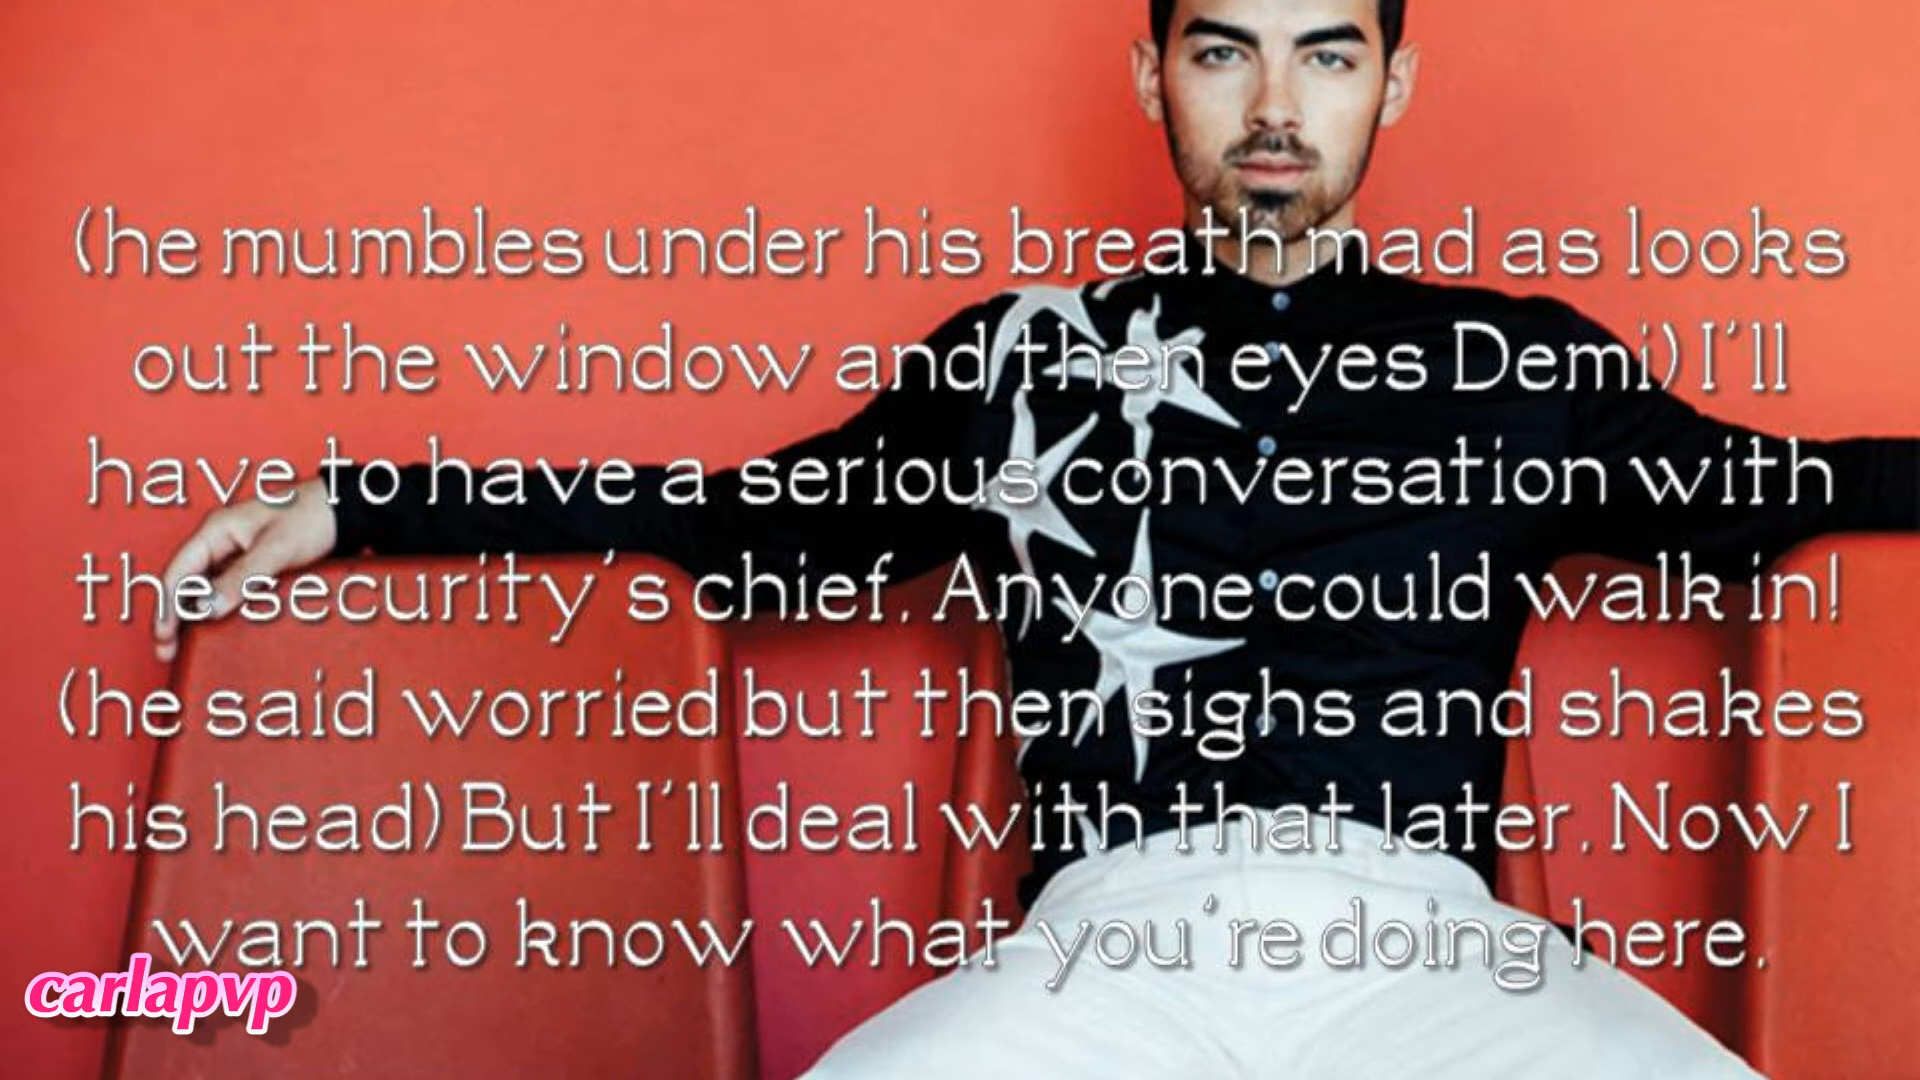 (he mumbles under his breath mad as looks
out the window and then eyes Demi) I'll
have to have a serious conversation with
the security's chief. Anyone could walk in!
(he said worried but then sighs and shakes
his head) But I'll deal with that later. Now I
want to know what you're doing here.
carlapvp